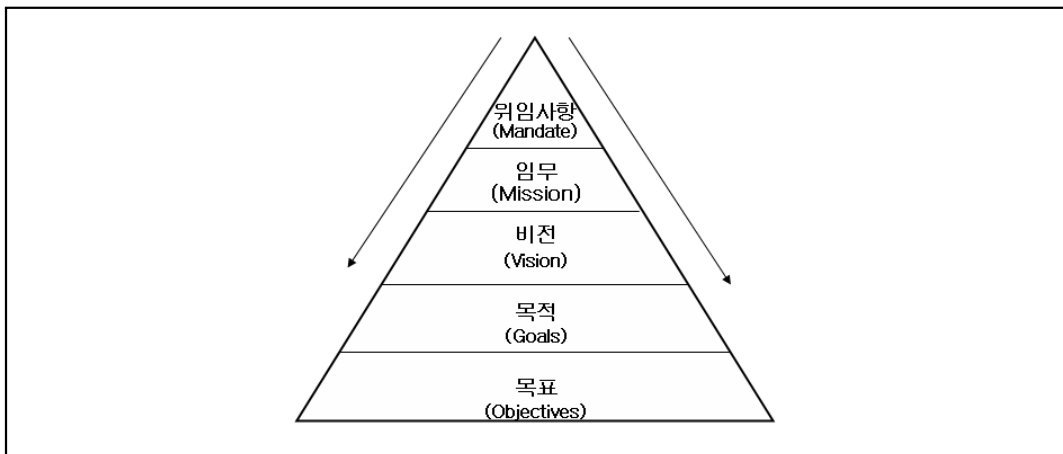 위임사항
(Mandate)
임무
(Mission)
비전
(Vision)
목적
(Goals)
목표
(Objectives)